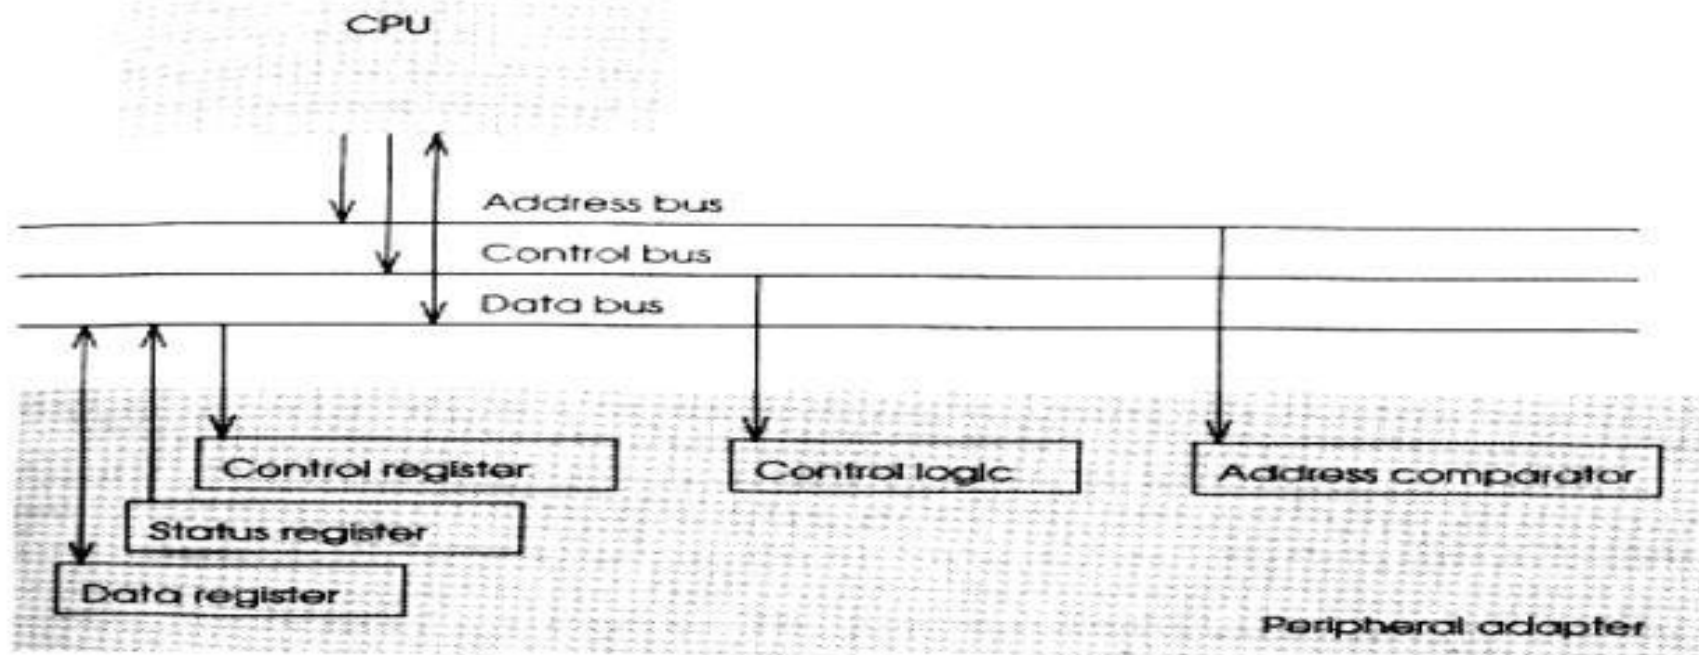 CPU
Address bus
Control bus
Data bus
Control register
Control logic
Address comparator
Status register
Data register
Peripheral adapter